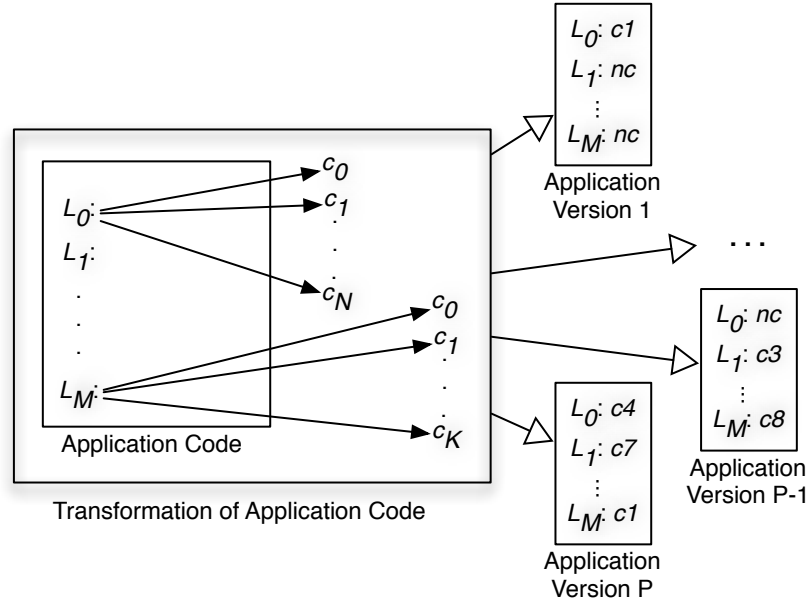 L0: c1
L1: nc
⋮
LM: nc
Application
Version 1
L0:
L1:
.
.
.
LM:
Application Code
c0
c1
.
.
.
cN
c0
c1
.
.
.
cK
Transformation of Application Code
...
L0: nc
L1: c3
⋮
LM: c8
Application
Version P-1
L0: c4
L1: c7
⋮
LM: c1
Application
Version P